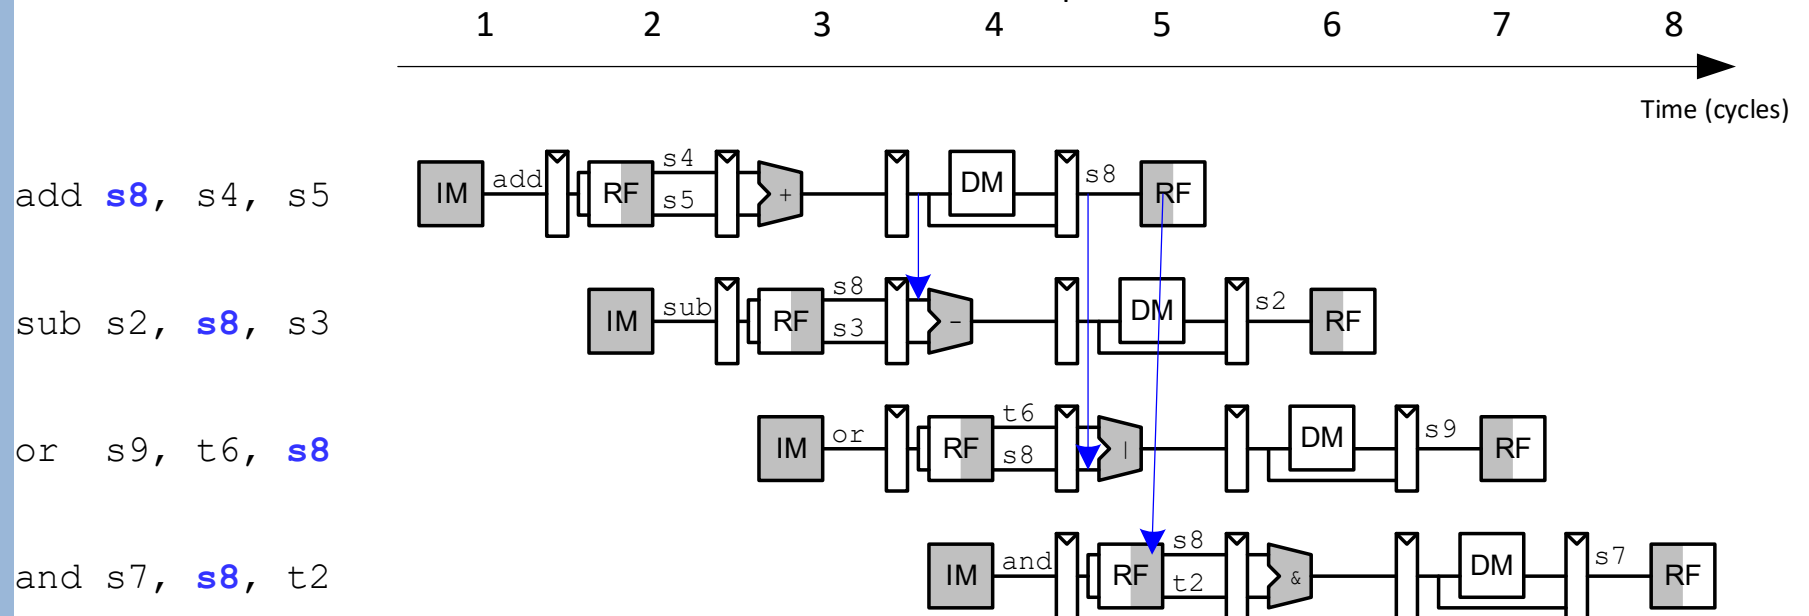 1 2 3 4 5 6 7 8
Time (cycles)
add s8, s4, s5 IM add RF s4 s5 + DM s8 RF
sub s2, s8, s3 IM sub RF s8 s3 - DM s2 RF
or s9, t6, s8 IM or RF t6 s8 | DM s9 RF
and s7, s8, t2 IM and RF s8 t2 & DM s7 RF